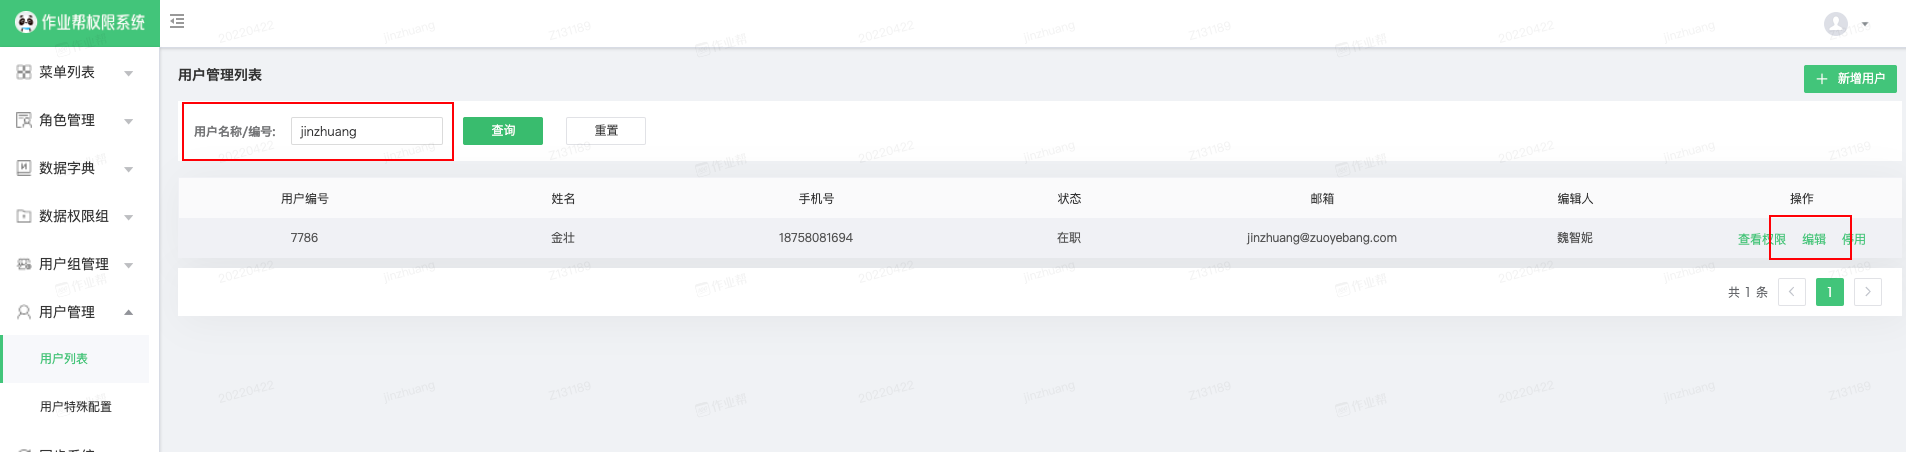 作业帮权限系统
菜单列表
角色管理
数据字典
数据权限组
用户组管理
用户管理
用户列表
用户特殊配置
用户管理列表
新增用户
用户名称/编号: jinzhuang 查询 重置
用户编号 姓名 手机号 状态 邮箱 编辑人 操作
7786 金壮 18758081694 在职 jinzhuang@zuoyebang.com 魏智妮 查看权限 编辑 停用
共 1 条 1
20220422 jinzhuang Z131189 作业帮